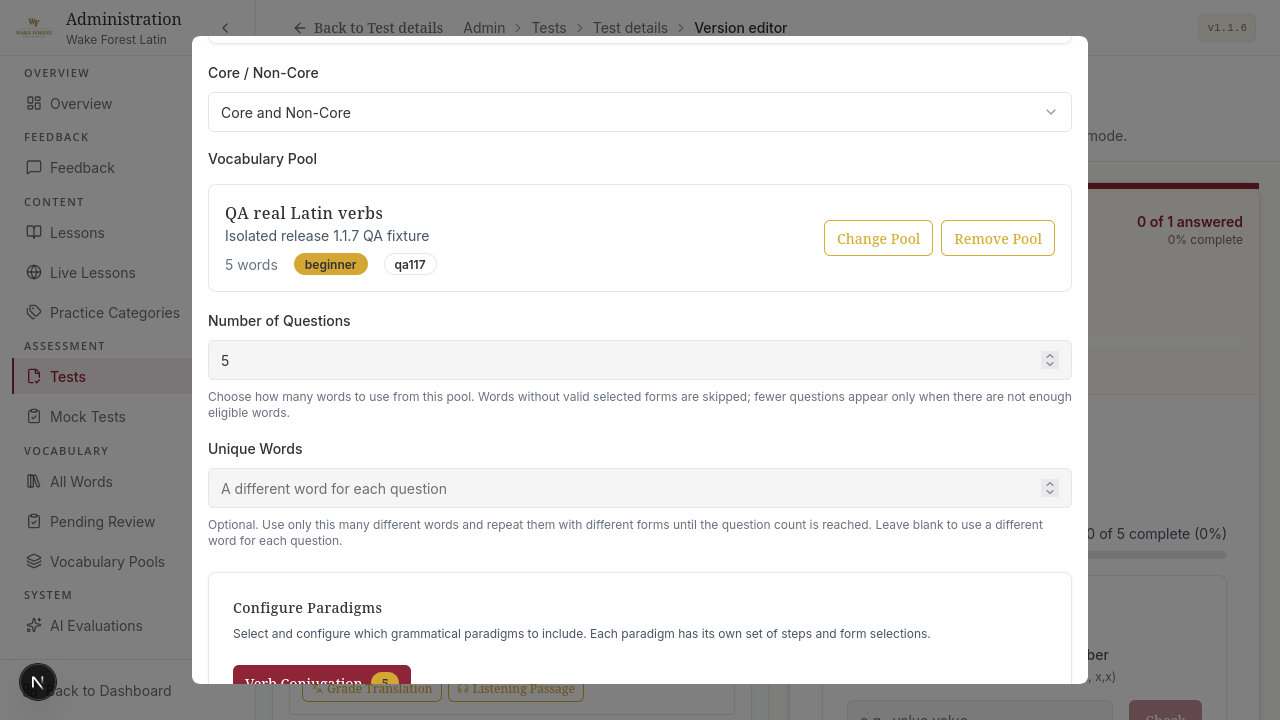 Administration
Wake Forest Latin
Back to Test details
Admin
Tests
Test details
Version editor
v1.1.6
OVERVIEW
Overview
FEEDBACK
Feedback
CONTENT
Lessons
Live Lessons
Practice Categories
ASSESSMENT
Tests
Mock Tests
VOCABULARY
All Words
Pending Review
Vocabulary Pools
SYSTEM
AI Evaluations
Back to Dashboard
N
mode.
0 of 1 answered
0% complete
0 of 5 complete (0%)
Core / Non-Core
Core and Non-Core
Vocabulary Pool
QA real Latin verbs
Isolated release 1.1.7 QA fixture
5 words
beginner
qa117
Change Pool
Remove Pool
Number of Questions
5
Choose how many words to use from this pool. Words without valid selected forms are skipped; fewer questions appear only when there are not enough
eligible words.
Unique Words
A different word for each question
Optional. Use only this many different words and repeat them with different forms until the question count is reached. Leave blank to use a different
word for each question.
Configure Paradigms
Select and configure which grammatical paradigms to include. Each paradigm has its own set of steps and form selections.
Verb Conjugation
5
Grade Translation
Listening Passage
x,x)
Check